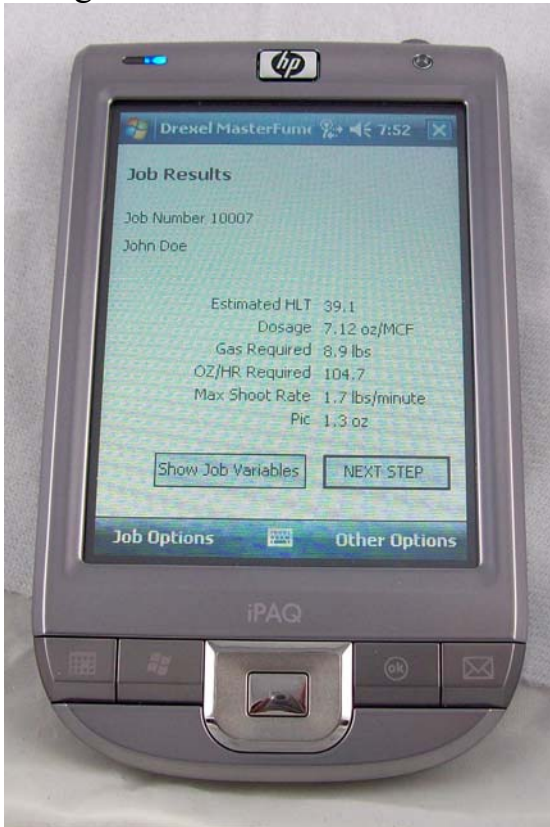 hp
Drexel MasterFume 7:52
Job Results
Job Number 10007
John Doe
Estimated HLT 39.1
Dosage 7.12 oz/MCF
Gas Required 8.9 lbs
OZ/HR Required 104.7
Max Shoot Rate 1.7 lbs/minute
Pic 1.3 oz
Show Job Variables NEXT STEP
Job Options Other Options
iPAQ
ok